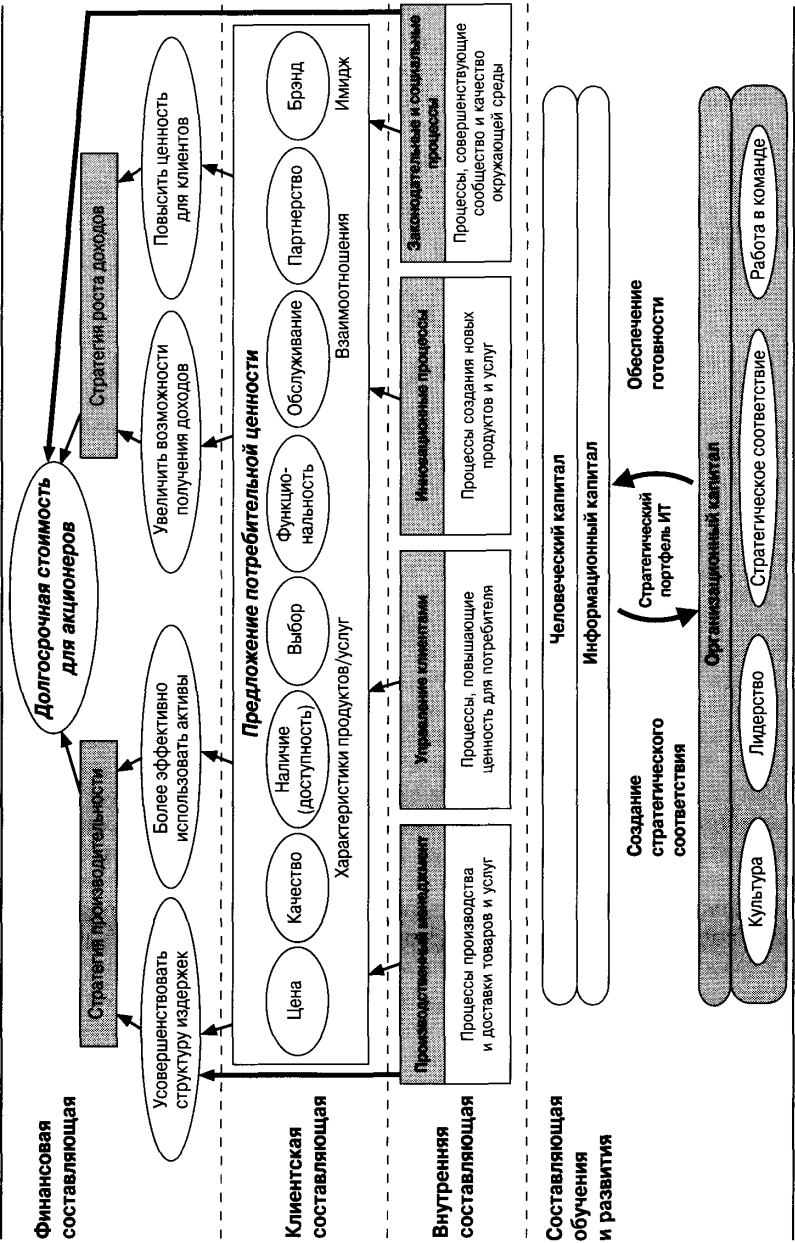 Финансовая
составляющая
Долгосрочная стоимость
для акционеров
Стратегия производительности
Стратегия роста доходов
Усовершенствовать
структуру издержек
Более эффективно
использовать активы
Увеличить возможности
получения доходов
Повысить ценность
для клиентов
Клиентская
составляющая
Предложение потребительной ценности
Цена
Качество
Наличие
(доступность)
Выбор
Функцио-
нальность
Обслуживание
Партнерство
Брэнд
Характеристики продуктов/услуг
Взаимоотношения
Имидж
Внутренняя
составляющая
Производственный менеджмент
Процессы производства
и доставки товаров и услуг
Управление клиентами
Процессы, повышающие
ценность для потребителя
Инновационные процессы
Процессы создания новых
продуктов и услуг
Законодательные и социальные
процессы
Процессы, совершенствующие
сообщество и качество
окружающей среды
Составляющая
обучения
и развития
Человеческий капитал
Информационный капитал
Создание
стратегического
соответствия
Стратегический
портфель ИТ
Обеспечение
готовности
Организационный капитал
Культура
Лидерство
Стратегическое соответствие
Работа в команде